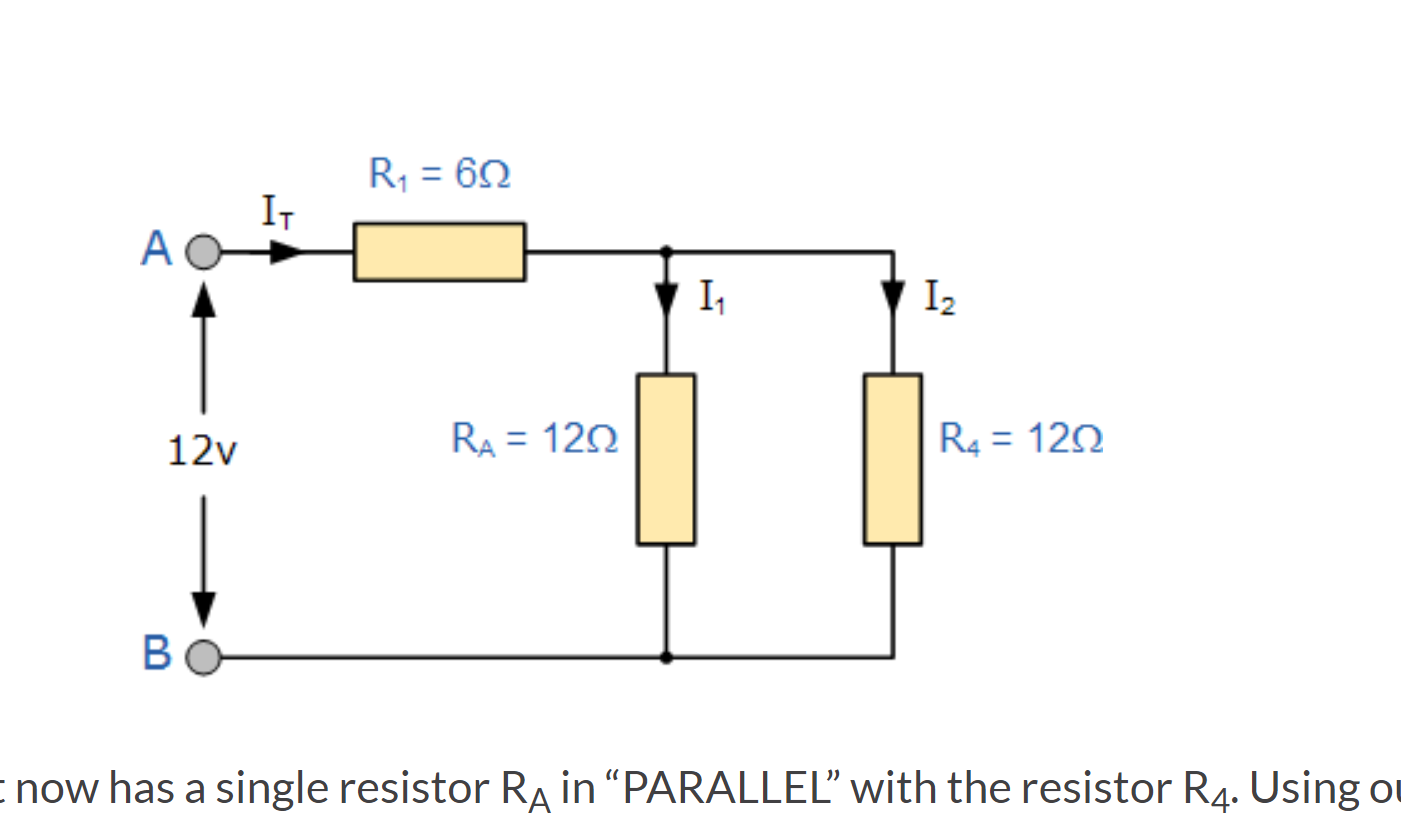 R₁ = 6Ω
I_T
A
I₁
I₂
12v
R_A = 12Ω
R₄ = 12Ω
B
now has a single resistor R_A in “PARALLEL” with the resistor R₄. Using